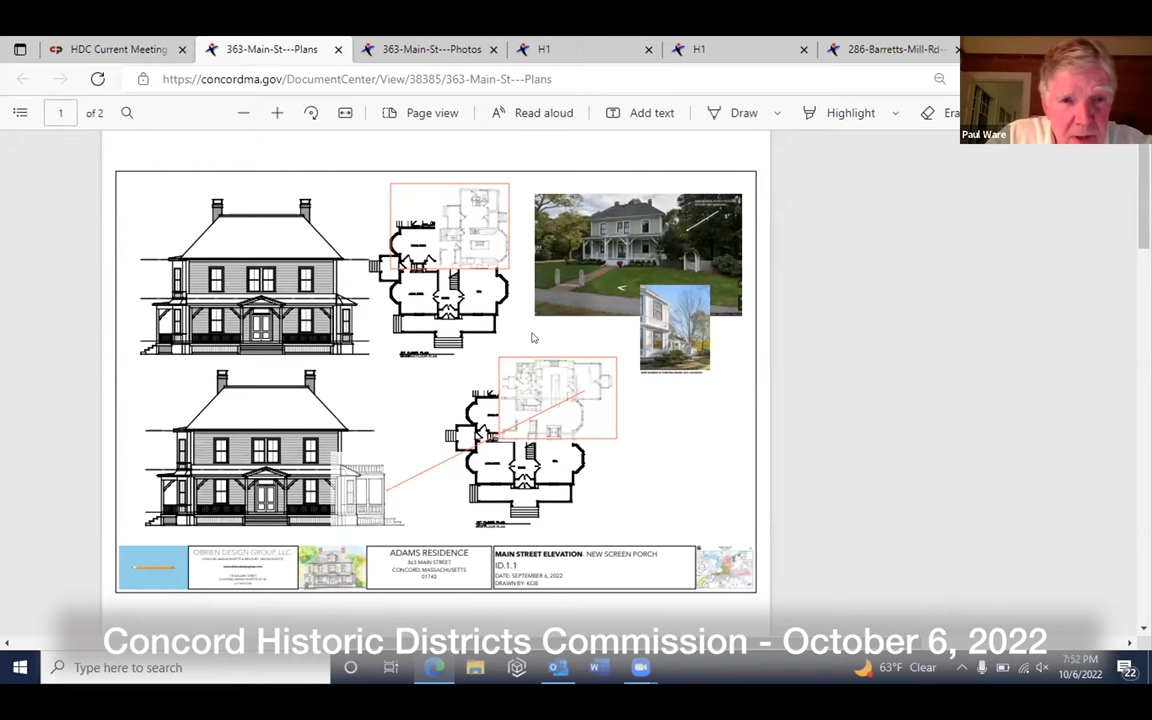 HDC Current Meeting
363-Main-St---Plans
363-Main-St---Photos
H1
H1
286-Barretts-Mill-Rd--
https://concordma.gov/DocumentCenter/View/38385/363-Main-St---Plans
1 of 2
Page view
Read aloud
Add text
Draw
Highlight
Era
Paul Ware
OBRIEN DESIGN GROUP, LLC.
ADAMS RESIDENCE
363 MAIN STREET
CONCORD, MASSACHUSETTS
01742
MAIN STREET ELEVATION- NEW SCREEN PORCH
ID.1.1
DATE: SEPTEMBER 6, 2022
DRAWN BY: KOB
Concord Historic Districts Commission - October 6, 2022
Type here to search
63°F Clear
7:52 PM
10/6/2022
22